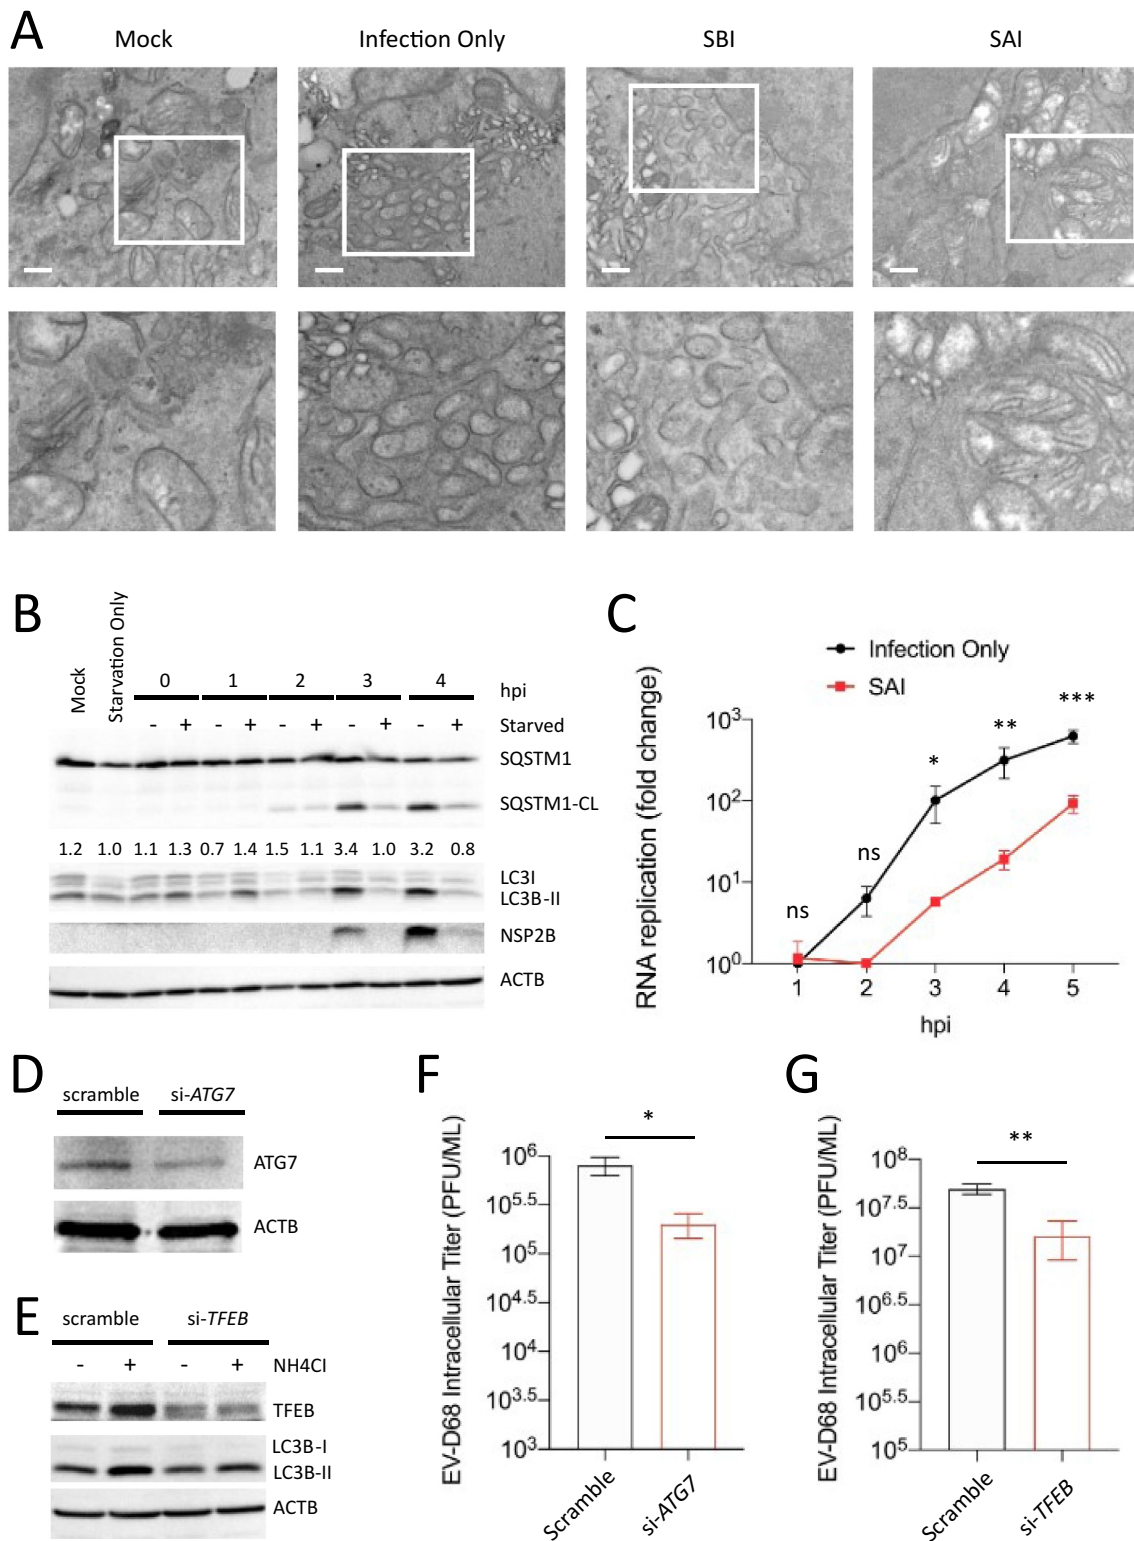 A
Mock
Infection Only
SBI
SAI
B
Mock
Starvation Only
0 1 2 3 4 hpi
- + - + - + - + - + Starved
SQSTM1
SQSTM1-CL
1.2 1.0 1.1 1.3 0.7 1.4 1.5 1.1 3.4 1.0 3.2 0.8
LC3I
LC3B-II
NSP2B
ACTB
C
Infection Only
SAI
RNA replication (fold change)
10³
10²
10¹
10⁰
ns
ns
*
**
***
1 2 3 4 5
hpi
D
scramble si-ATG7
ATG7
ACTB
E
scramble si-TFEB
- + - + NH4Cl
TFEB
LC3B-I
LC3B-II
ACTB
F
EV-D68 Intracellular Titer (PFU/ML)
*
10⁶
10^5.5
10⁵
10^4.5
10⁴
10^3.5
10³
Scramble
si-ATG7
G
EV-D68 Intracellular Titer (PFU/ML)
**
10⁸
10^7.5
10⁷
10^6.5
10⁶
10^5.5
10⁵
Scramble
si-TFEB